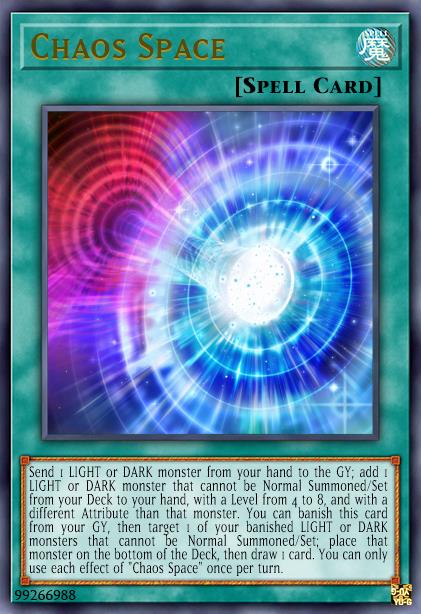 Chaos Space
SPELL
魔
[Spell Card]
Send 1 LIGHT or DARK monster from your hand to the GY; add 1
LIGHT or DARK monster that cannot be Normal Summoned/Set
from your Deck to your hand, with a Level from 4 to 8, and with a
different Attribute than that monster. You can banish this card
from your GY, then target 1 of your banished LIGHT or DARK
monsters that cannot be Normal Summoned/Set; place that
monster on the bottom of the Deck, then draw 1 card. You can only
use each effect of "Chaos Space" once per turn.
99266988